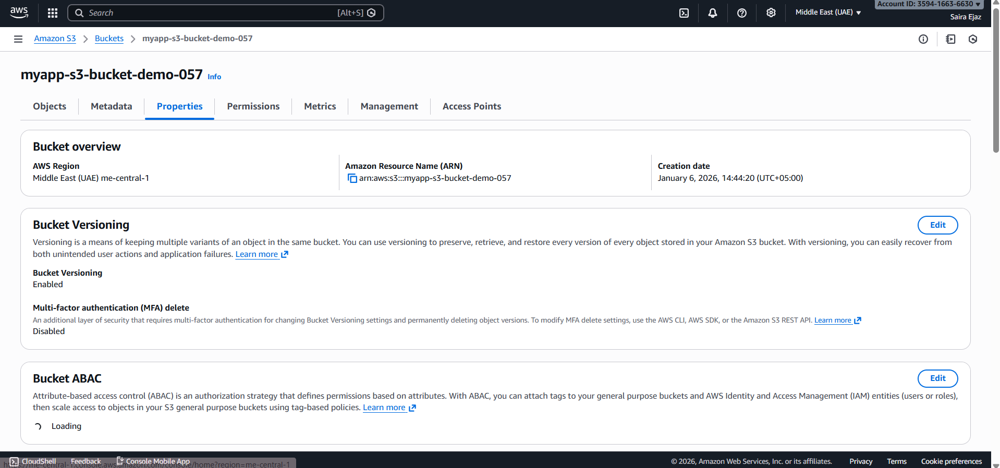 aws
Search [Alt+S]
Middle East (UAE)
Account ID: 3594-1663-6630
Saira Ejaz
Amazon S3 > Buckets > myapp-s3-bucket-demo-057
myapp-s3-bucket-demo-057 Info
Objects Metadata Properties Permissions Metrics Management Access Points
Bucket overview
AWS Region
Middle East (UAE) me-central-1
Amazon Resource Name (ARN)
arn:aws:s3:::myapp-s3-bucket-demo-057
Creation date
January 6, 2026, 14:44:20 (UTC+05:00)
Bucket Versioning Edit
Versioning is a means of keeping multiple variants of an object in the same bucket. You can use versioning to preserve, retrieve, and restore every version of every object stored in your Amazon S3 bucket. With versioning, you can easily recover from
both unintended user actions and application failures. Learn more
Bucket Versioning
Enabled
Multi-factor authentication (MFA) delete
An additional layer of security that requires multi-factor authentication for changing Bucket Versioning settings and permanently deleting object versions. To modify MFA delete settings, use the AWS CLI, AWS SDK, or the Amazon S3 REST API. Learn more
Disabled
Bucket ABAC Edit
Attribute-based access control (ABAC) is an authorization strategy that defines permissions based on attributes. With ABAC, you can attach tags to your general purpose buckets and AWS Identity and Access Management (IAM) entities (users or roles),
then scale access to objects in your S3 general purpose buckets using tag-based policies. Learn more
Loading
CloudShell Feedback Console Mobile App
https://me-central-1.console.aws.amazon.com/console/home?region=me-central-1
© 2026, Amazon Web Services, Inc. or its affiliates. Privacy Terms Cookie preferences